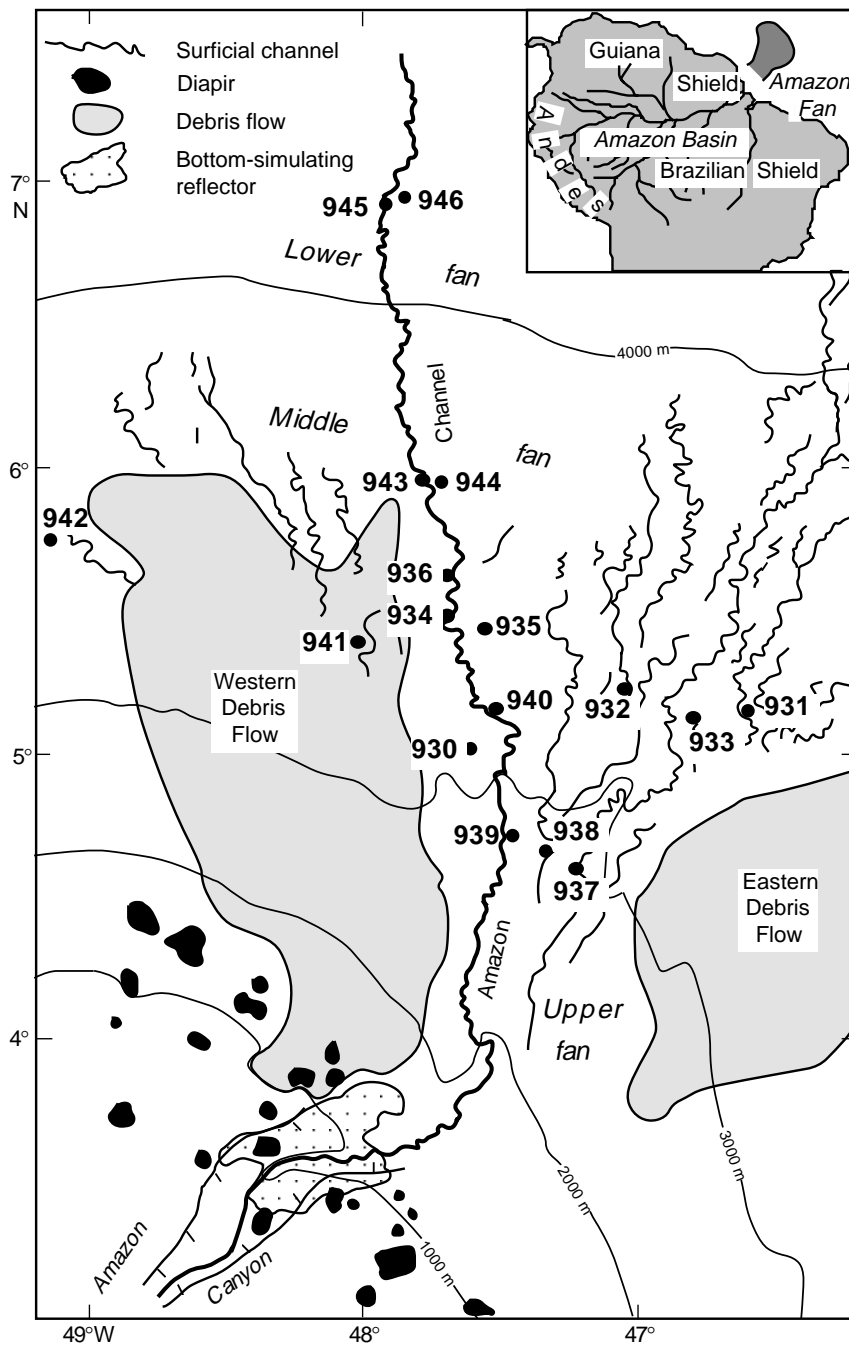 Surficial channel
Diapir
Debris flow
Bottom-simulating
reflector
Guiana
Shield
Amazon
Fan
Andes
Amazon Basin
Brazilian Shield
7°
N
945
946
Lower
fan
4000 m
Middle
Channel
fan
I
6°
943
944
942
936
934
935
941
Western
Debris
Flow
940
932
931
933
930
5°
939
938
937
Eastern
Debris
Flow
Amazon
Upper
fan
4°
3000 m
2000 m
1000 m
Amazon
Canyon
49°W
48°
47°